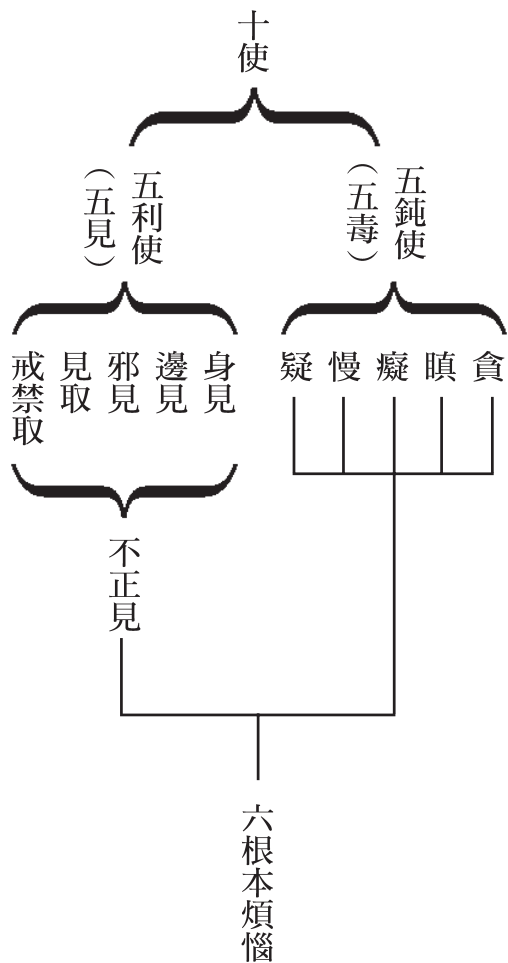 十使
五鈍使
（五毒）
五利使
（五見）
貪
瞋
癡
慢
疑
身見
邊見
邪見
見取
戒禁取
不正見
六根本煩惱